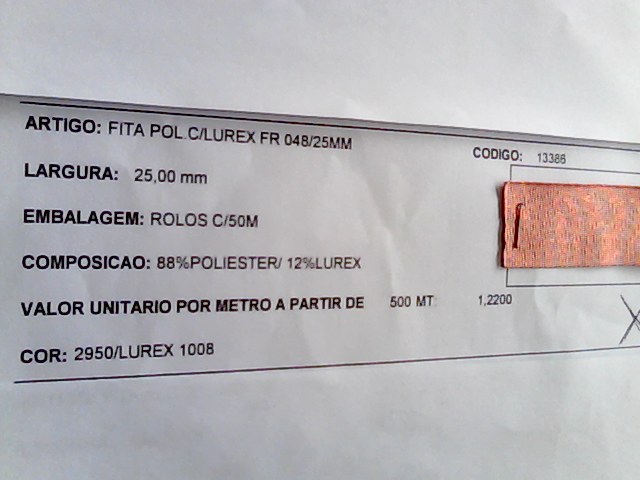 ARTIGO: FITA POL.C/LUREX FR 048/25MM
CODIGO: 13386
LARGURA: 25,00 mm
EMBALAGEM: ROLOS C/50M
COMPOSICAO: 88%POLIESTER/ 12%LUREX
VALOR UNITARIO POR METRO A PARTIR DE 500 MT: 1,2200
COR: 2950/LUREX 1008